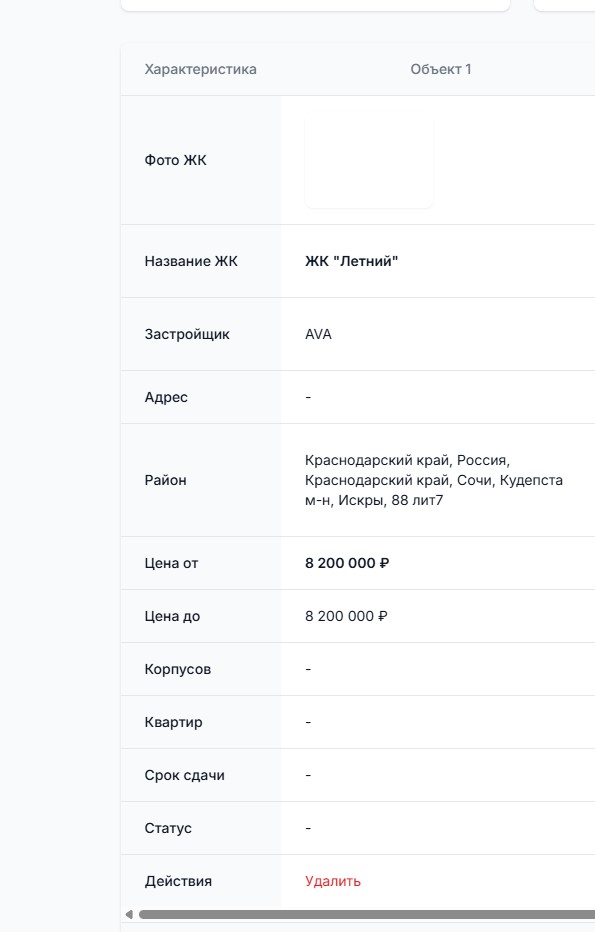 Характеристика Объект 1
Фото ЖК
Название ЖК ЖК "Летний"
Застройщик AVA
Адрес -
Район Краснодарский край, Россия,
Краснодарский край, Сочи, Кудепста
м-н, Искры, 88 лит7
Цена от 8 200 000 ₽
Цена до 8 200 000 ₽
Корпусов -
Квартир -
Срок сдачи -
Статус -
Действия Удалить